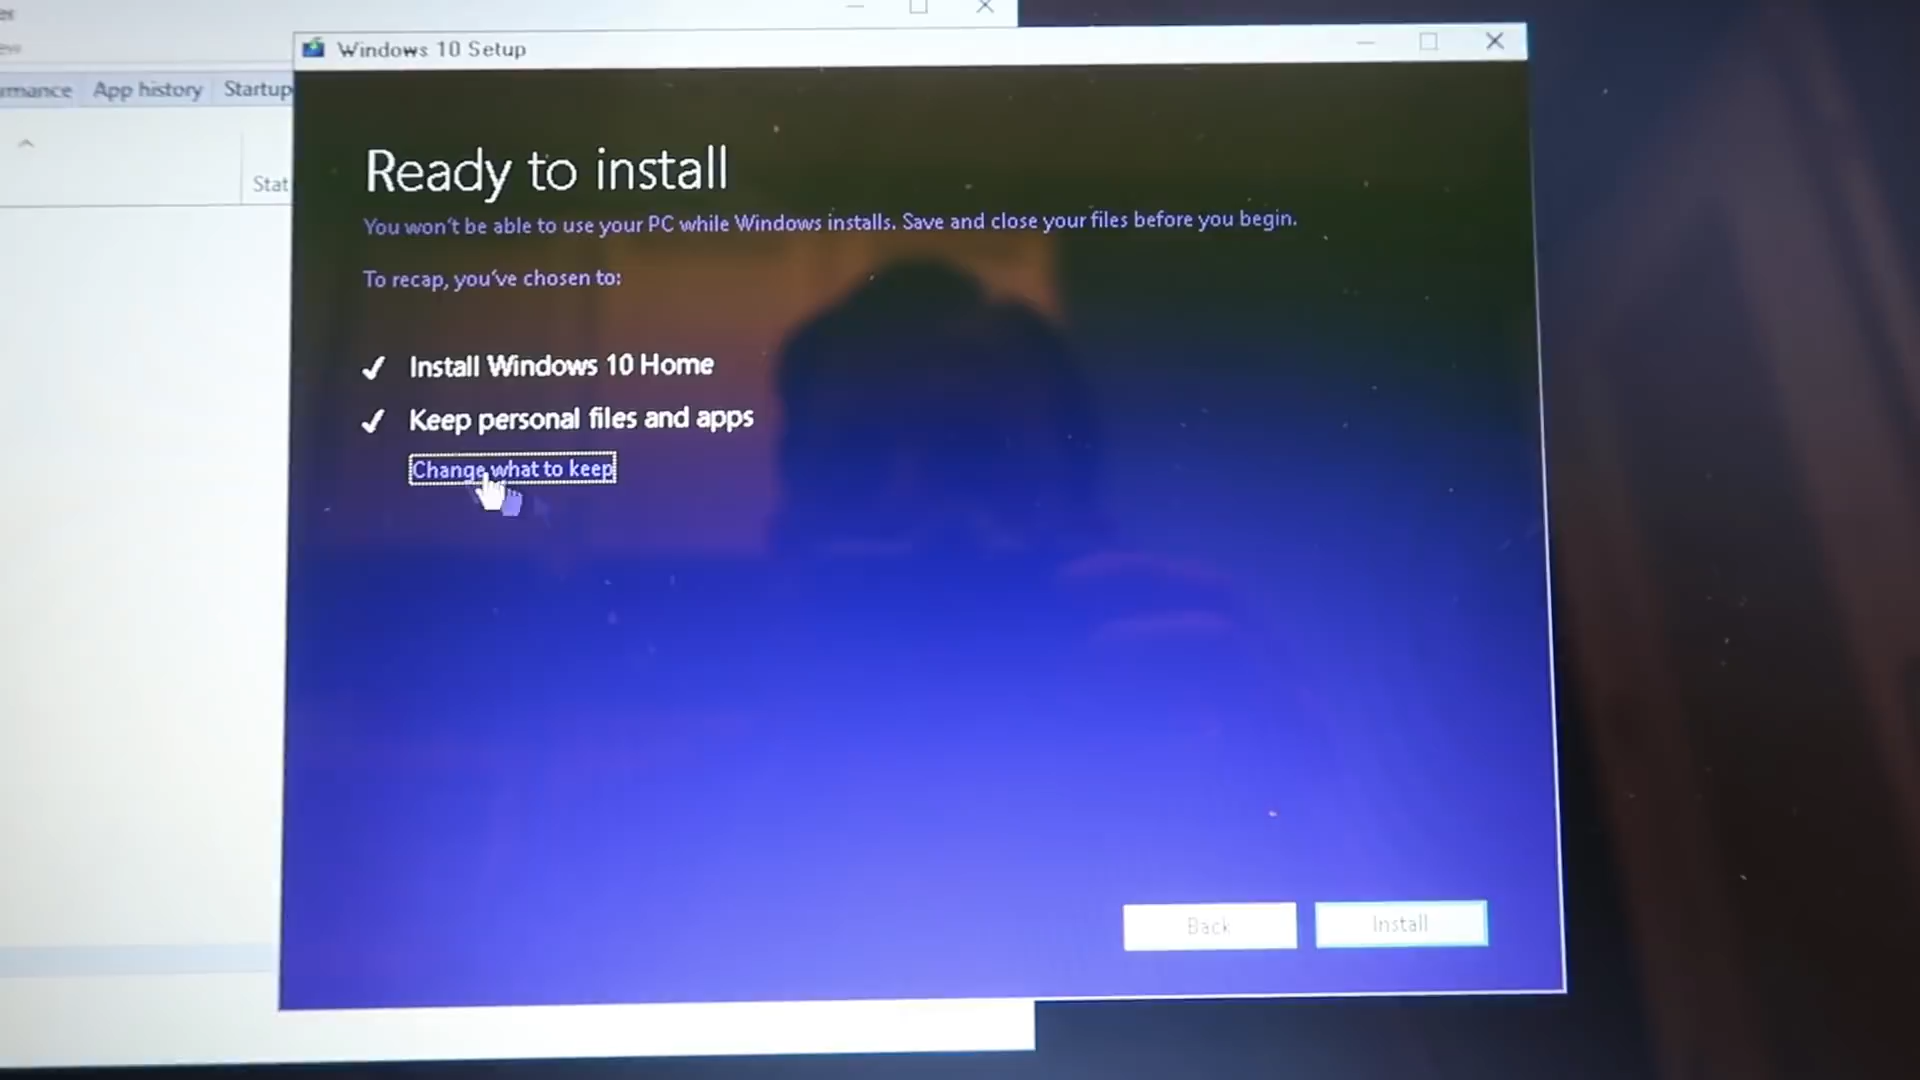 Windows 10 Setup
App history
Startup
Stat
Ready to install
You won't be able to use your PC while Windows installs. Save and close your files before you begin.
To recap, you've chosen to:
Install Windows 10 Home
Keep personal files and apps
Change what to keep
Back
Install